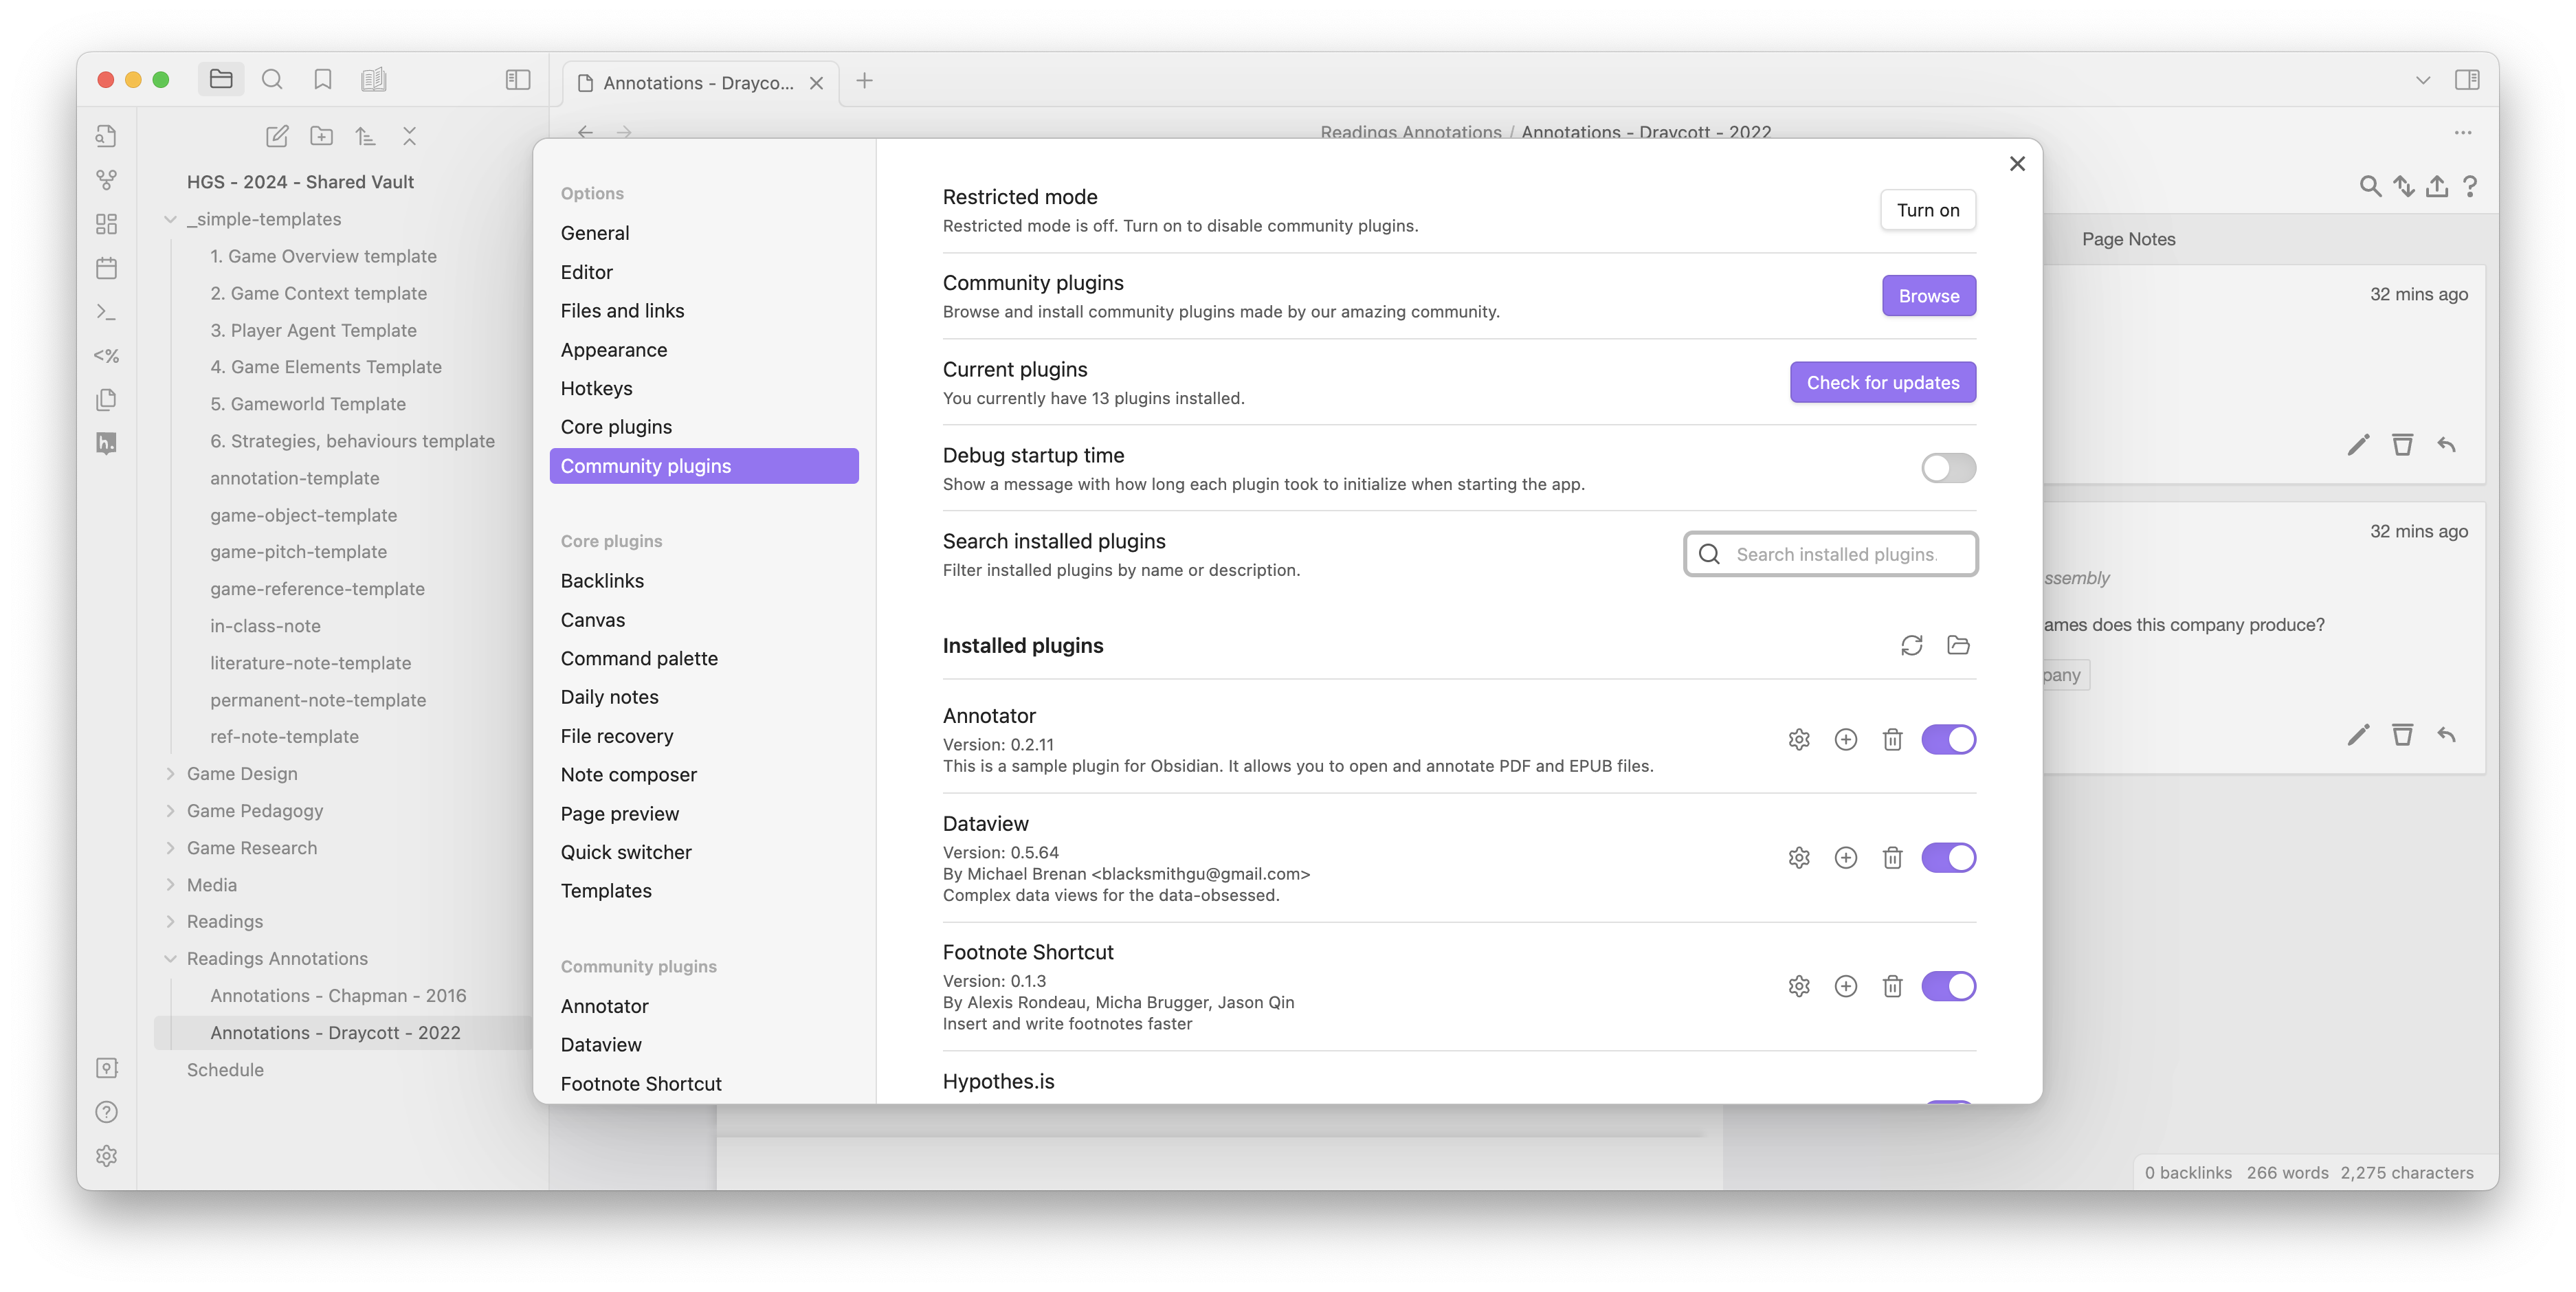 Annotations - Drayco...
HGS - 2024 - Shared Vault
_simple-templates
1. Game Overview template
2. Game Context template
3. Player Agent Template
4. Game Elements Template
5. Gameworld Template
6. Strategies, behaviours template
annotation-template
game-object-template
game-pitch-template
game-reference-template
in-class-note
literature-note-template
permanent-note-template
ref-note-template
Game Design
Game Pedagogy
Game Research
Media
Readings
Readings Annotations
Annotations - Chapman - 2016
Annotations - Draycott - 2022
Schedule
<%
h.
Readings Annotations / Annotations - Draycott - 2022
Options
General
Editor
Files and links
Appearance
Hotkeys
Core plugins
Community plugins
Core plugins
Backlinks
Canvas
Command palette
Daily notes
File recovery
Note composer
Page preview
Quick switcher
Templates
Community plugins
Annotator
Dataview
Footnote Shortcut
Restricted mode
Restricted mode is off. Turn on to disable community plugins.
Turn on
Community plugins
Browse and install community plugins made by our amazing community.
Browse
Current plugins
You currently have 13 plugins installed.
Check for updates
Debug startup time
Show a message with how long each plugin took to initialize when starting the app.
Search installed plugins
Filter installed plugins by name or description.
Search installed plugins.
Installed plugins
Annotator
Version: 0.2.11
This is a sample plugin for Obsidian. It allows you to open and annotate PDF and EPUB files.
Dataview
Version: 0.5.64
By Michael Brenan <blacksmithgu@gmail.com>
Complex data views for the data-obsessed.
Footnote Shortcut
Version: 0.1.3
By Alexis Rondeau, Micha Brugger, Jason Qin
Insert and write footnotes faster
Hypothes.is
Page Notes
32 mins ago
32 mins ago
ssembly
ames does this company produce?
pany
0 backlinks 266 words 2,275 characters